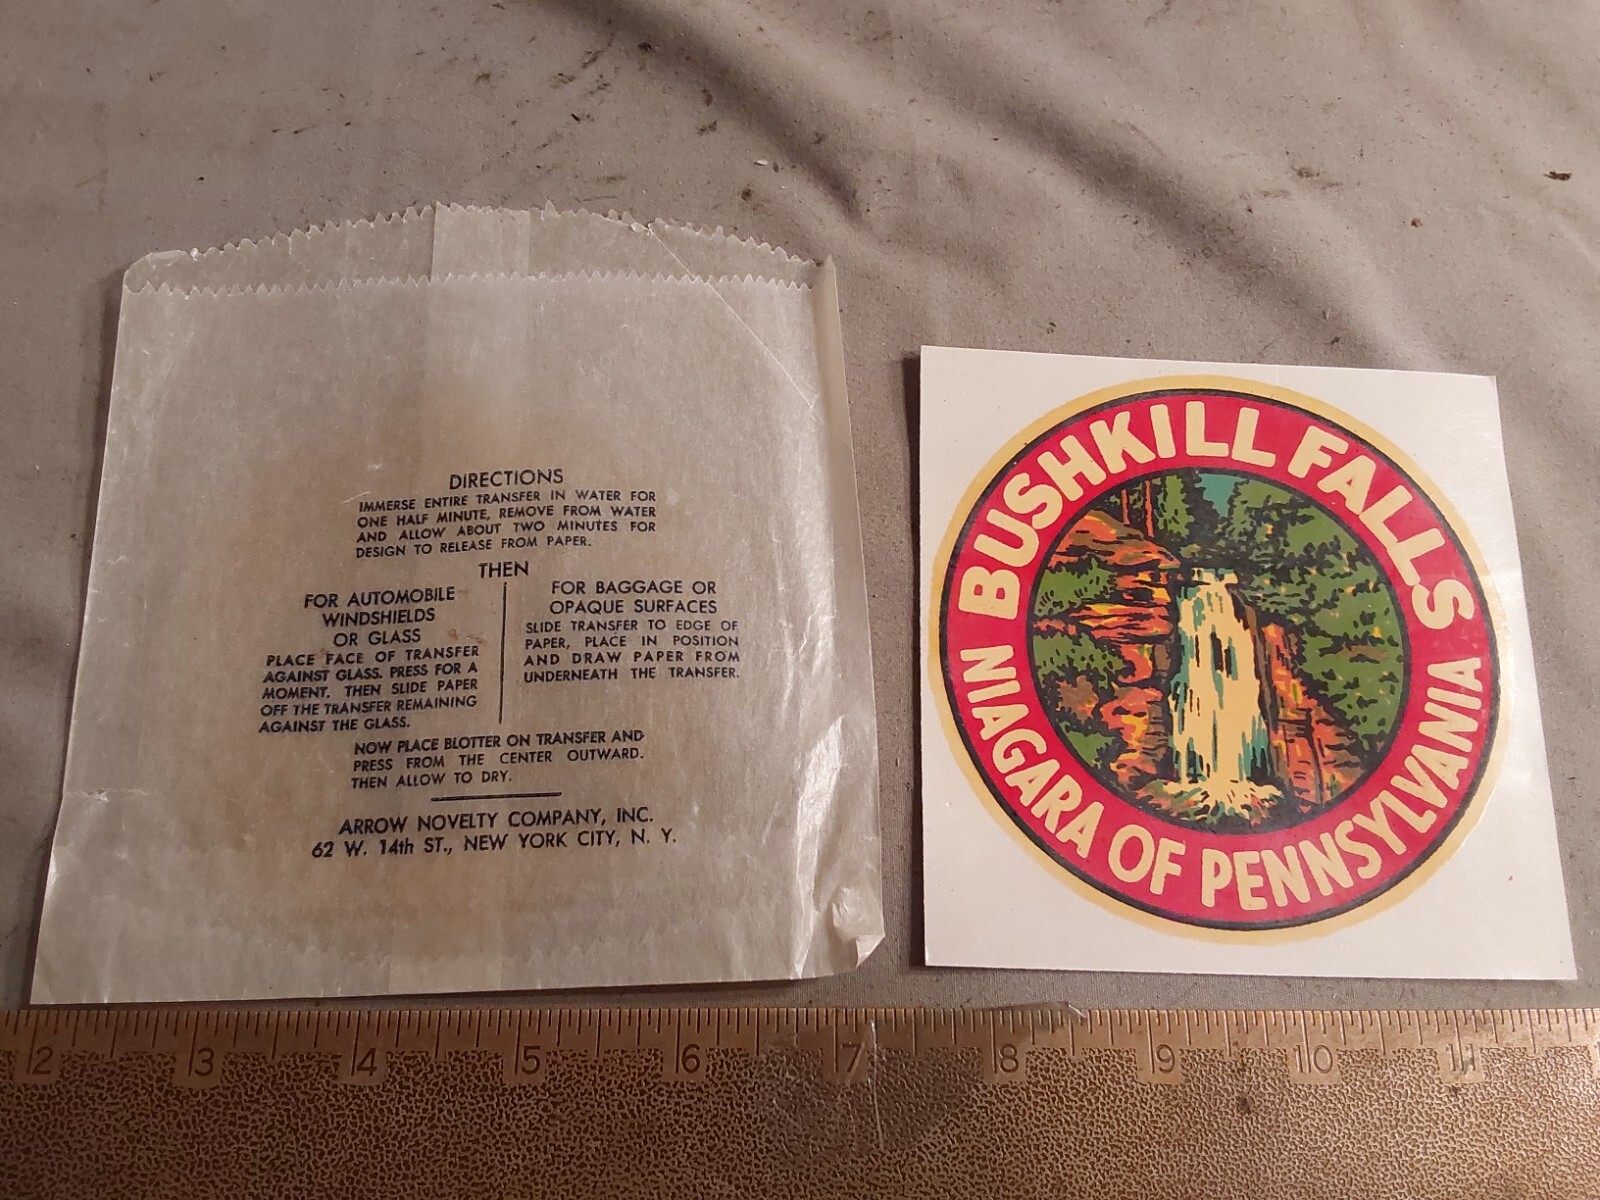 DIRECTIONS
IMMERSE ENTIRE TRANSFER IN WATER FOR
ONE HALF MINUTE, REMOVE FROM WATER
AND ALLOW ABOUT TWO MINUTES FOR
DESIGN TO RELEASE FROM PAPER.
THEN
FOR AUTOMOBILE
WINDSHIELDS
OR GLASS
PLACE FACE OF TRANSFER
AGAINST GLASS. PRESS FOR A
MOMENT. THEN SLIDE PAPER
OFF THE TRANSFER REMAINING
AGAINST THE GLASS.
FOR BAGGAGE OR
OPAQUE SURFACES
SLIDE TRANSFER TO EDGE OF
PAPER, PLACE IN POSITION
AND DRAW PAPER FROM
UNDERNEATH THE TRANSFER.
NOW PLACE BLOTTER ON TRANSFER AND
PRESS FROM THE CENTER OUTWARD.
THEN ALLOW TO DRY.
ARROW NOVELTY COMPANY, INC.
62 W. 14th ST., NEW YORK CITY, N. Y.
BUSHKILL FALLS
NIAGARA OF PENNSYLVANIA
2 3 4 5 6 7 8 9 10 11